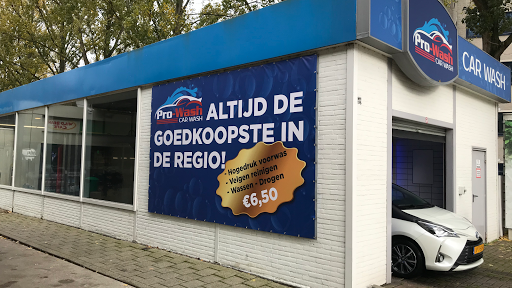 Pro-Wash
CAR WASH
CAR WASH
Pro-Wash
CAR WASH
ALTIJD DE
GOEDKOOPSTE IN
DE REGIO!
- Hogedruk voorwas
- Velgen reinigen
- Wassen - Drogen
€6,50